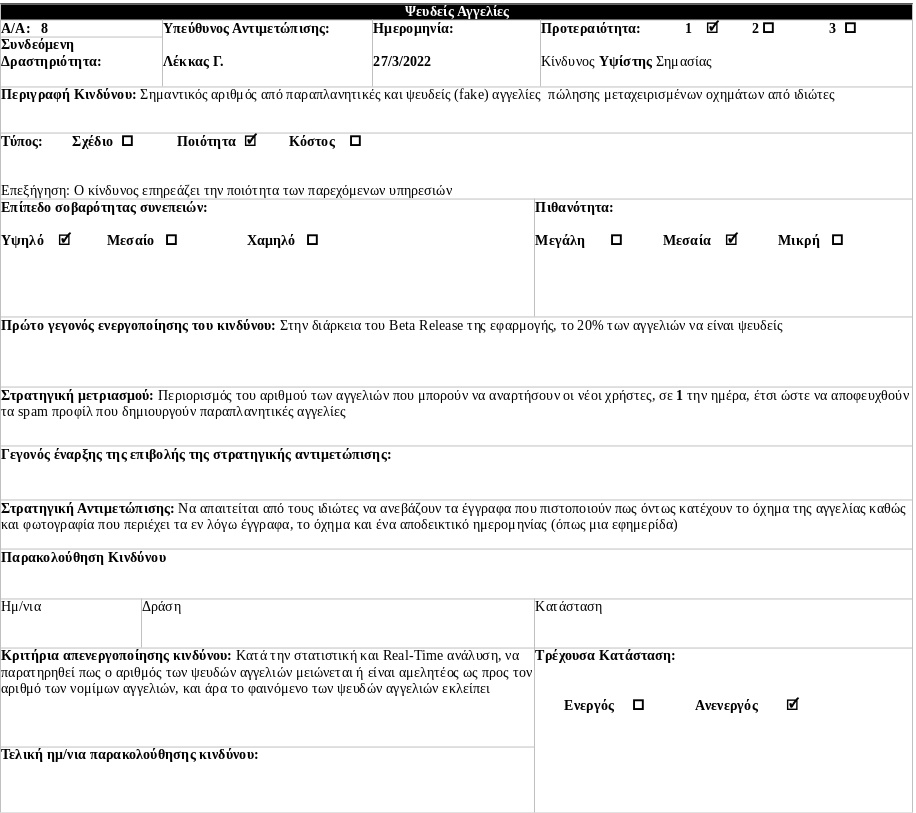 Ψευδείς Αγγελίες
Α/Α: 8
Υπεύθυνος Αντιμετώπισης:
Ημερομηνία:
Προτεραιότητα: 1 ☑ 2 ☐ 3 ☐
Συνδεόμενη
Δραστηριότητα:
Λέκκας Γ.
27/3/2022
Κίνδυνος Υψίστης Σημασίας
Περιγραφή Κινδύνου: Σημαντικός αριθμός από παραπλανητικές και ψευδείς (fake) αγγελίες πώλησης μεταχειρισμένων οχημάτων από ιδιώτες
Τύπος: Σχέδιο ☐ Ποιότητα ☑ Κόστος ☐
Επεξήγηση: Ο κίνδυνος επηρεάζει την ποιότητα των παρεχόμενων υπηρεσιών
Επίπεδο σοβαρότητας συνεπειών:
Υψηλό ☑ Μεσαίο ☐ Χαμηλό ☐
Πιθανότητα:
Μεγάλη ☐ Μεσαία ☑ Μικρή ☐
Πρώτο γεγονός ενεργοποίησης του κινδύνου: Στην διάρκεια του Beta Release της εφαρμογής, το 20% των αγγελιών να είναι ψευδείς
Στρατηγική μετριασμού: Περιορισμός του αριθμού των αγγελιών που μπορούν να αναρτήσουν οι νέοι χρήστες, σε 1 την ημέρα, έτσι ώστε να αποφευχθούν
τα spam προφίλ που δημιουργούν παραπλανητικές αγγελίες
Γεγονός έναρξης της επιβολής της στρατηγικής αντιμετώπισης:
Στρατηγική Αντιμετώπισης: Να απαιτείται από τους ιδιώτες να ανεβάζουν τα έγγραφα που πιστοποιούν πως όντως κατέχουν το όχημα της αγγελίας καθώς
και φωτογραφία που περιέχει τα εν λόγω έγγραφα, το όχημα και ένα αποδεικτικό ημερομηνίας (όπως μια εφημερίδα)
Παρακολούθηση Κινδύνου
Ημ/νια
Δράση
Κατάσταση
Κριτήρια απενεργοποίησης κινδύνου: Κατά την στατιστική και Real-Time ανάλυση, να
παρατηρηθεί πως ο αριθμός των ψευδών αγγελιών μειώνεται ή είναι αμελητέος ως προς τον
αριθμό των νομίμων αγγελιών, και άρα το φαινόμενο των ψευδών αγγελιών εκλείπει
Τρέχουσα Κατάσταση:
Ενεργός ☐ Ανενεργός ☑
Τελική ημ/νια παρακολούθησης κινδύνου: